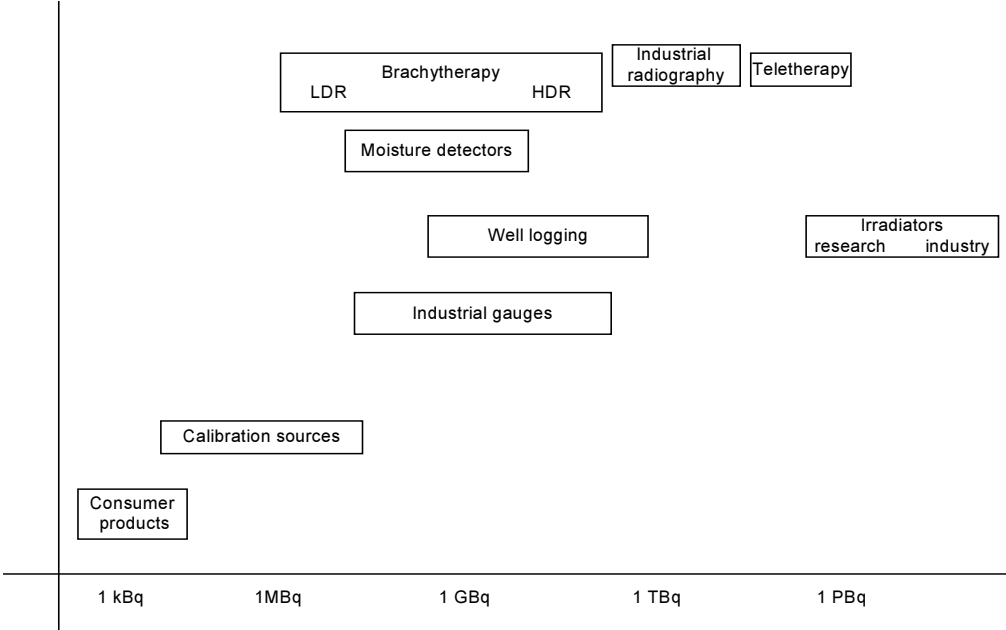 Brachytherapy
LDR HDR
Industrial
radiography
Teletherapy
Moisture detectors
Well logging
Irradiators
research industry
Industrial gauges
Calibration sources
Consumer
products
1 kBq 1MBq 1 GBq 1 TBq 1 PBq